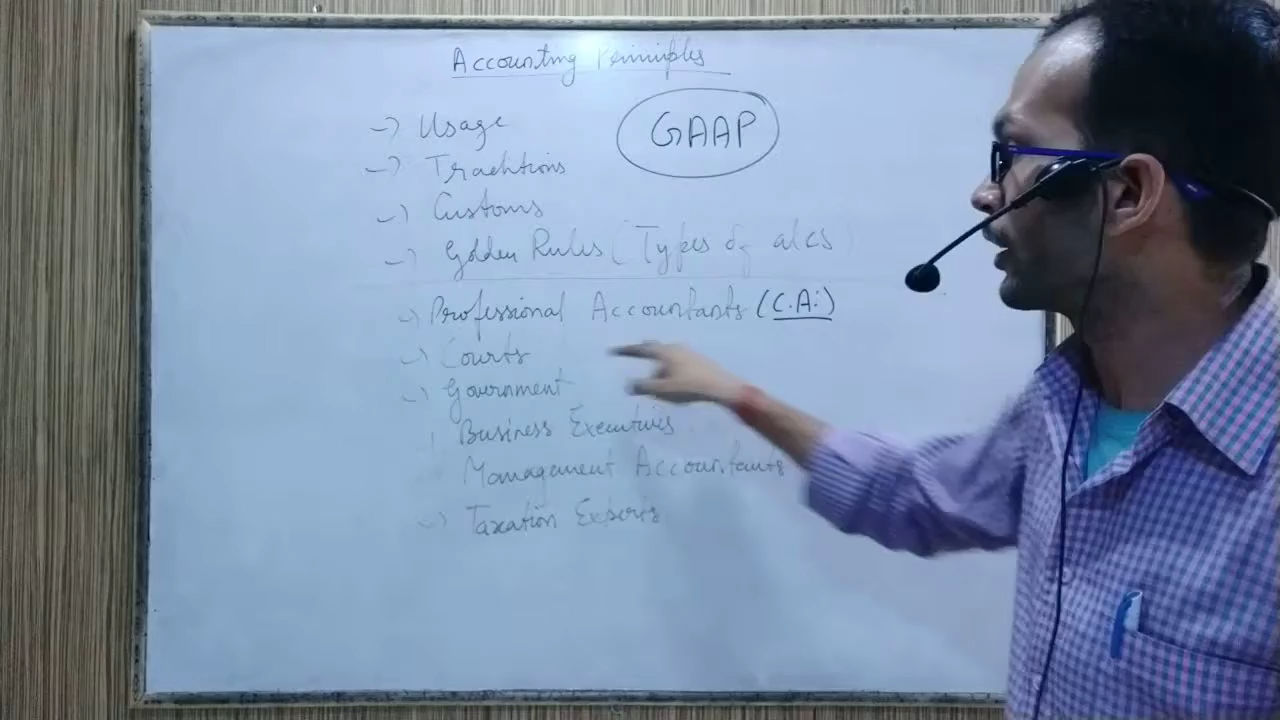 Accounting Principles
-> Usage
GAAP
-> Traditions
-> Customs
-> Golden Rules (Types of a/cs)
-> Professional Accountants (C.A.)
-> Courts
-> Government
Business Executives
Management Accountants
-> Taxation Experts